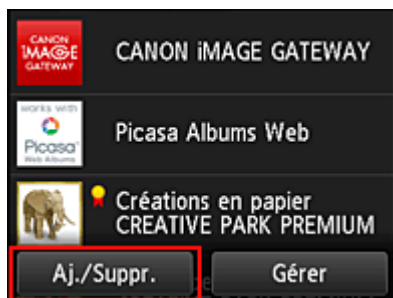 CANON
iMAGE
GATEWAY
CANON iMAGE GATEWAY
works with
Picasa
Web Albums
Picasa Albums Web
Créations en papier
CREATIVE PARK PREMIUM
Aj./Suppr.
Gérer